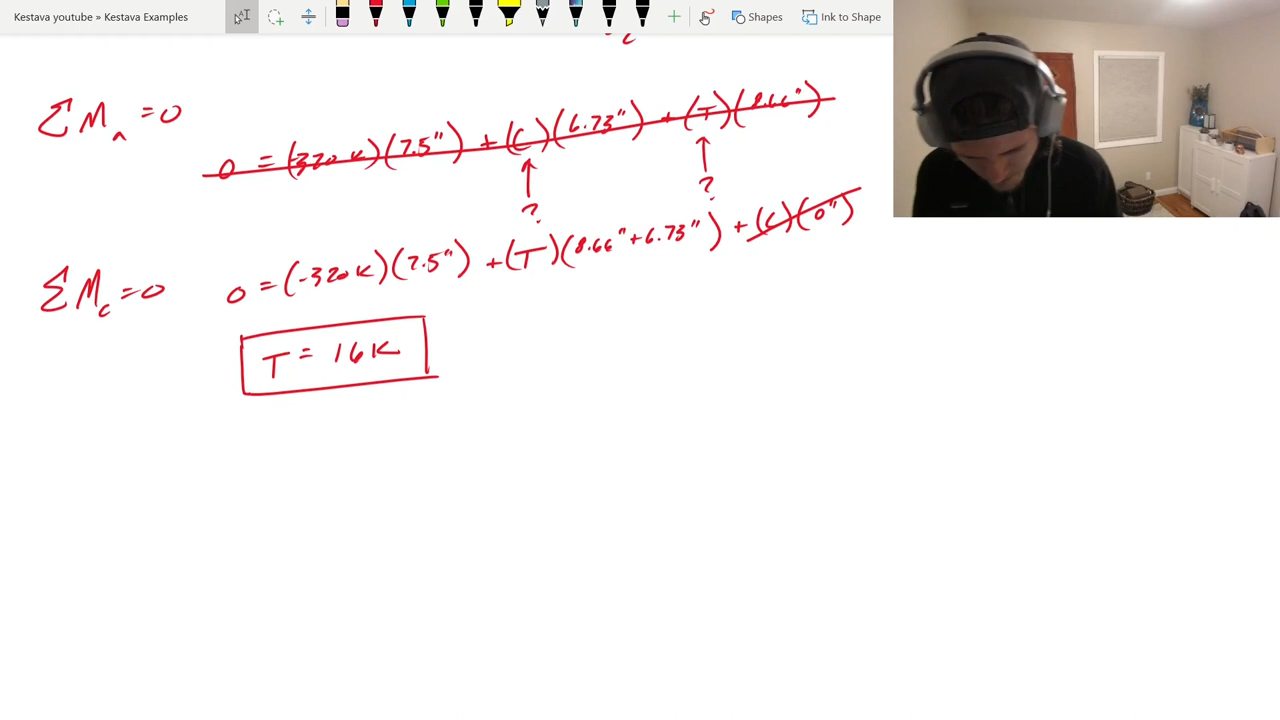 Kestava youtube » Kestava Examples
Shapes
Ink to Shape
c
ΣM_A = 0
0 = (-320 K)(7.5") + (C)(6.73") + (T)(8.66")
?
?
ΣM_c = 0
0 = (-320 K)(7.5") + (T)(8.66" + 6.73") + (C)(0")
T = 16 K